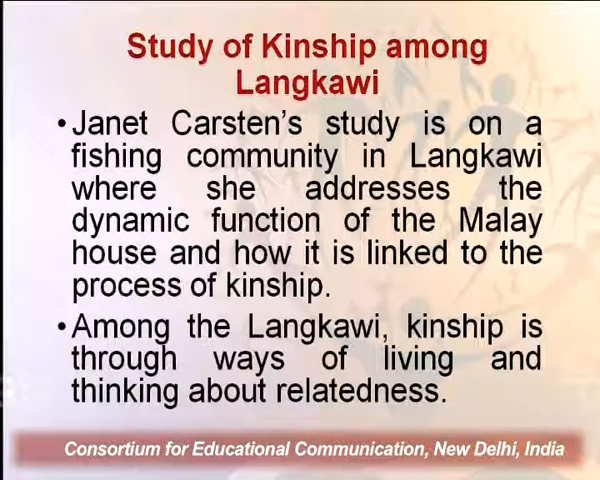 Study of Kinship among
Langkawi
•Janet Carsten's study is on a
fishing community in Langkawi
where she addresses the
dynamic function of the Malay
house and how it is linked to the
process of kinship.
•Among the Langkawi, kinship is
through ways of living and
thinking about relatedness.
Consortium for Educational Communication, New Delhi, India